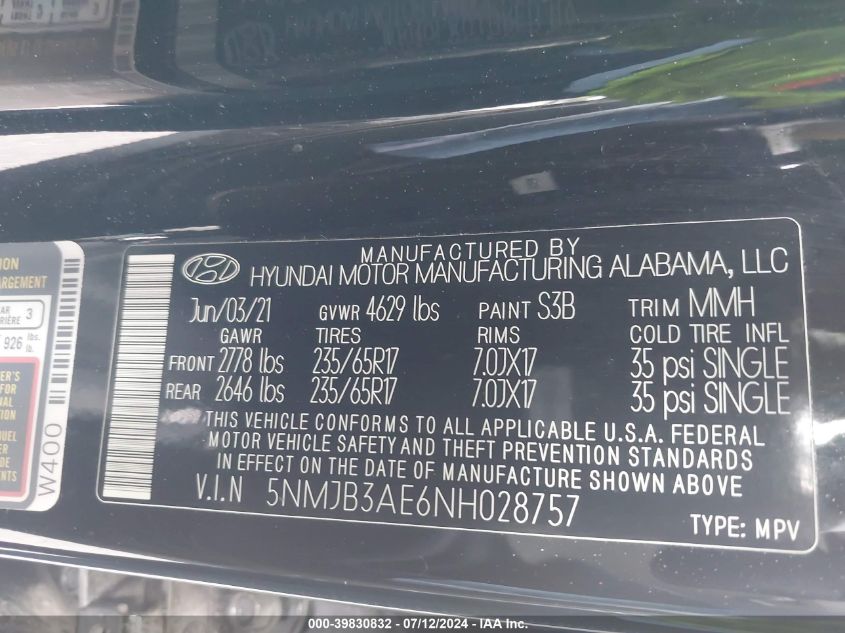 MANUFACTURED BY
HYUNDAI MOTOR MANUFACTURING ALABAMA, LLC
Jun/03/21 GVWR 4629 lbs PAINT S3B TRIM MMH
GAWR TIRES RIMS COLD TIRE INFL
FRONT 2778 lbs 235/65R17 7.0JX17 35 psi SINGLE
REAR 2646 lbs 235/65R17 7.0JX17 35 psi SINGLE
THIS VEHICLE CONFORMS TO ALL APPLICABLE U.S.A. FEDERAL
MOTOR VEHICLE SAFETY AND THEFT PREVENTION STANDARDS
IN EFFECT ON THE DATE OF MANUFACTURE SHOWN ABOVE
V.I.N 5NMJB3AE6NH028757
TYPE: MPV
3
926 lbs.
lb.
W400
000-39830832 - 07/12/2024 - IAA Inc.